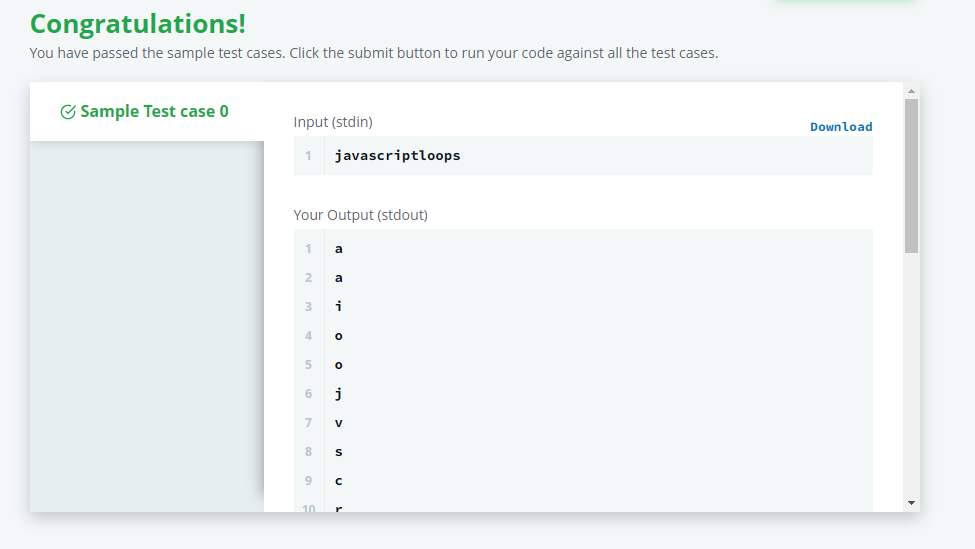 Congratulations!
You have passed the sample test cases. Click the submit button to run your code against all the test cases.
Sample Test case 0
Input (stdin)
Download
1 javascriptloops
Your Output (stdout)
1 a
2 a
3 i
4 o
5 o
6 j
7 v
8 s
9 c
10 r